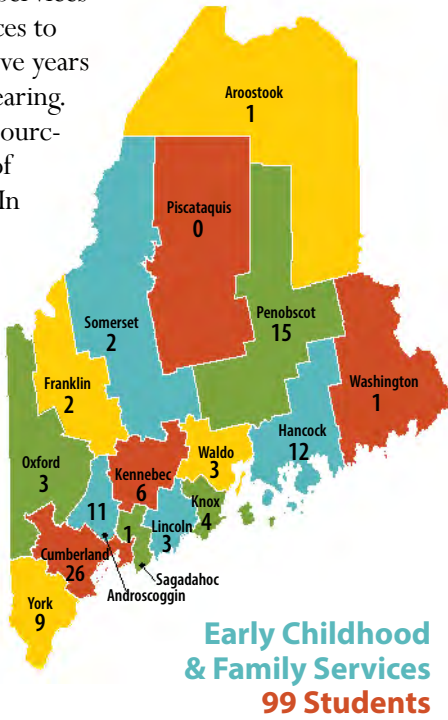 services
ces to
ve years
earing.
ourc-
of
In
Aroostook
1
Piscataquis
0
Penobscot
15
Somerset
2
Washington
1
Franklin
2
Hancock
12
Oxford
3
Waldo
3
Kennebec
6
Knox
4
11
1
Lincoln
3
Cumberland
26
Sagadahoc
Androscoggin
York
9
Early Childhood
& Family Services
99 Students